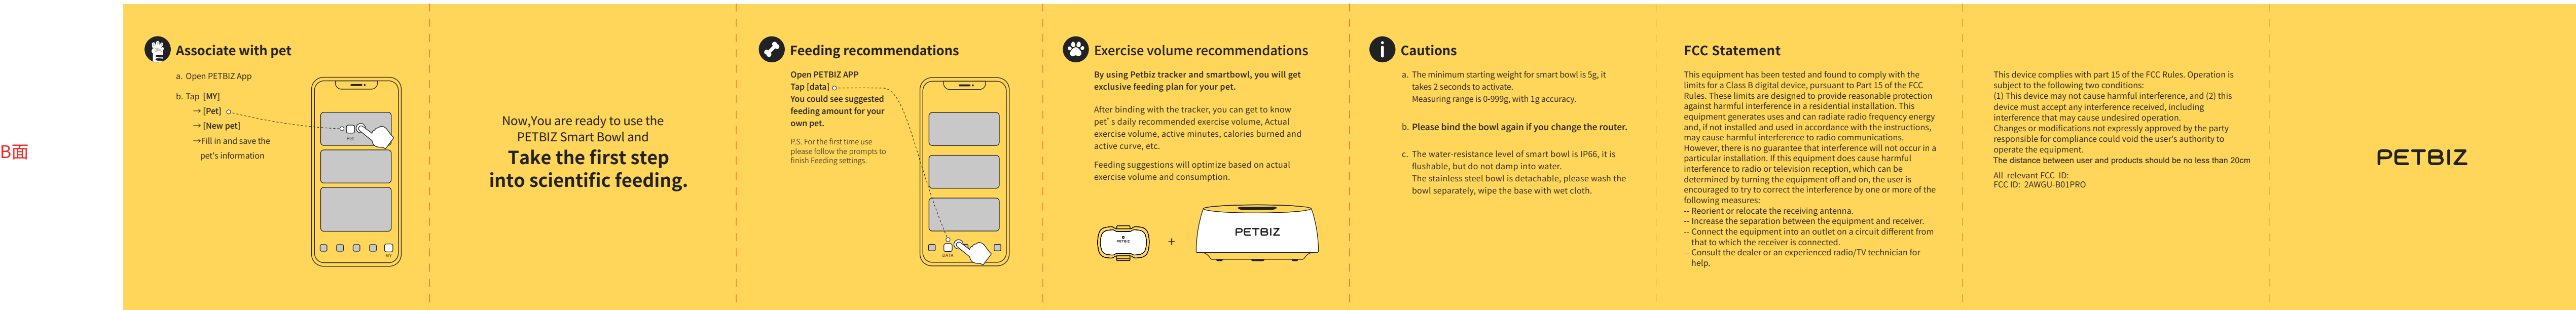 B面
Associate with pet
a. Open PETBIZ App
b. Tap [MY]
→ [Pet]
→ [New pet]
→Fill in and save the
pet's information
Pet
MY
Now,You are ready to use the
PETBIZ Smart Bowl and
Take the first step
into scientific feeding.
Feeding recommendations
Open PETBIZ APP
Tap [data]
You could see suggested
feeding amount for your
own pet.
P.S. For the first time use
please follow the prompts to
finish Feeding settings.
DATA
Exercise volume recommendations
By using Petbiz tracker and smartbowl, you will get
exclusive feeding plan for your pet.
After binding with the tracker, you can get to know
pet’s daily recommended exercise volume, Actual
exercise volume, active minutes, calories burned and
active curve, etc.
Feeding suggestions will optimize based on actual
exercise volume and consumption.
PETBIZ
+
PETBIZ
Cautions
a. The minimum starting weight for smart bowl is 5g, it
takes 2 seconds to activate.
Measuring range is 0-999g, with 1g accuracy.
b. Please bind the bowl again if you change the router.
c. The water-resistance level of smart bowl is IP66, it is
flushable, but do not damp into water.
The stainless steel bowl is detachable, please wash the
bowl separately, wipe the base with wet cloth.
FCC Statement
This equipment has been tested and found to comply with the
limits for a Class B digital device, pursuant to Part 15 of the FCC
Rules. These limits are designed to provide reasonable protection
against harmful interference in a residential installation. This
equipment generates uses and can radiate radio frequency energy
and, if not installed and used in accordance with the instructions,
may cause harmful interference to radio communications.
However, there is no guarantee that interference will not occur in a
particular installation. If this equipment does cause harmful
interference to radio or television reception, which can be
determined by turning the equipment off and on, the user is
encouraged to try to correct the interference by one or more of the
following measures:
-- Reorient or relocate the receiving antenna.
-- Increase the separation between the equipment and receiver.
-- Connect the equipment into an outlet on a circuit different from
that to which the receiver is connected.
-- Consult the dealer or an experienced radio/TV technician for
help.
This device complies with part 15 of the FCC Rules. Operation is
subject to the following two conditions:
(1) This device may not cause harmful interference, and (2) this
device must accept any interference received, including
interference that may cause undesired operation.
Changes or modifications not expressly approved by the party
responsible for compliance could void the user's authority to
operate the equipment.
The distance between user and products should be no less than 20cm
All relevant FCC ID:
FCC ID: 2AWGU-B01PRO
PETBIZ